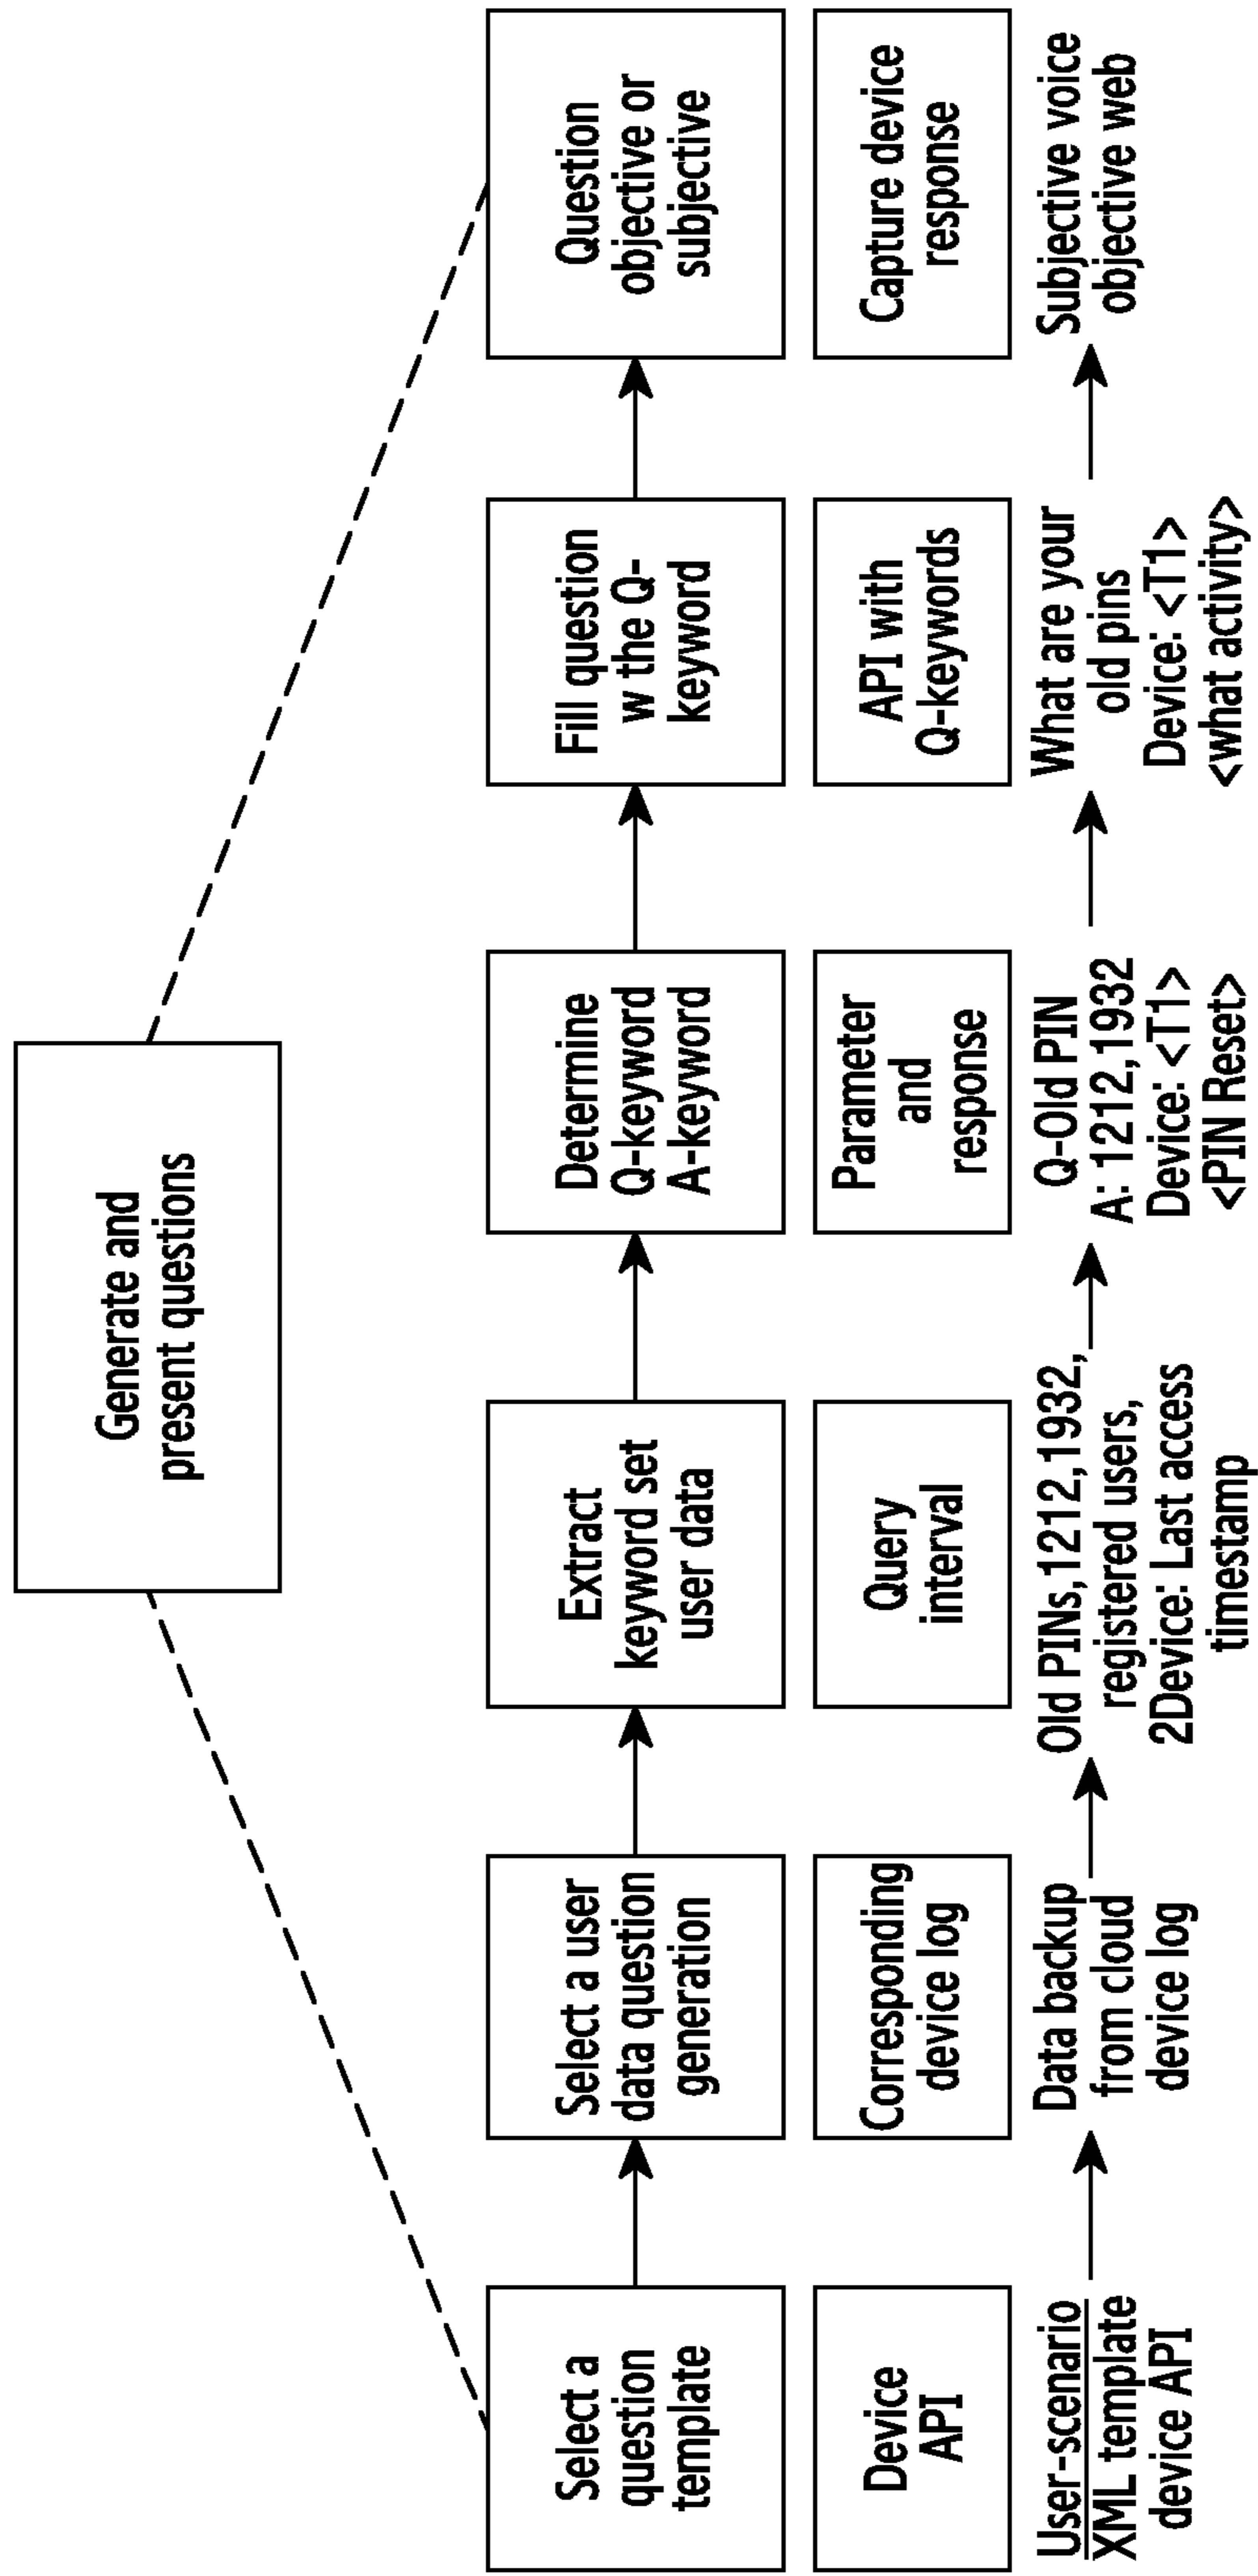 Generate and
present questions
Select a
question
template
Select a user
data question
generation
Extract
keyword set
user data
Determine
Q-keyword
A-keyword
Fill question
w the Q-
keyword
Question
objective or
subjective
Device
API
Corresponding
device log
Query
interval
Parameter
and
response
API with
Q-keywords
Capture device
response
User-scenario
XML template
device API
Data backup
from cloud
device log
Old PINs,1212,1932,
registered users,
2Device: Last access
timestamp
Q-Old PIN
A: 1212,1932
Device: <T1>
<PIN Reset>
What are your
old pins
Device: <T1>
<what activity>
Subjective voice
objective web